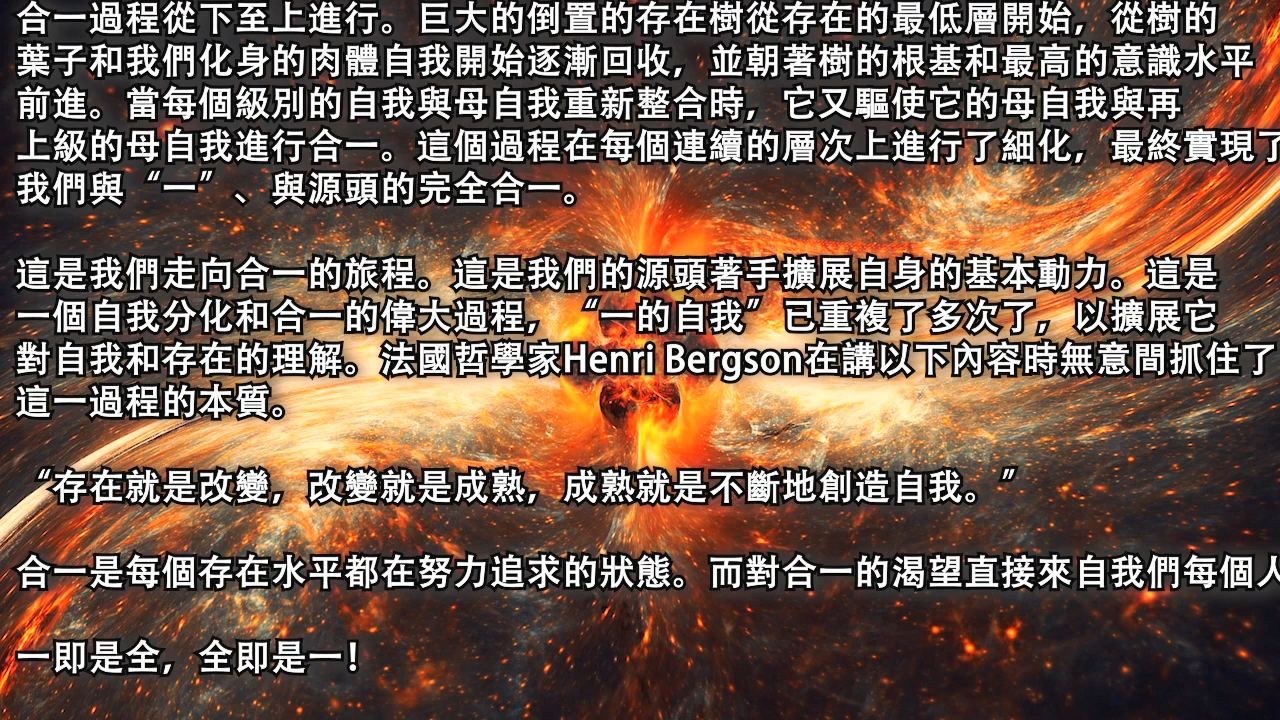 合一過程從下至上進行。巨大的倒置的存在樹從存在的最低層開始，從樹的
葉子和我們化身的肉體自我開始逐漸回收，並朝著樹的根基和最高的意識水平
前進。當每個級別的自我與母自我重新整合時，它又驅使它的母自我與再
上級的母自我進行合一。這個過程在每個連續的層次上進行了細化，最終實現了
我們與“一”、與源頭的完全合一。
這是我們走向合一的旅程。這是我們的源頭著手擴展自身的基本動力。這是
一個自我分化和合一的偉大過程，“一的自我”已重複了多次了，以擴展它
對自我和存在的理解。法國哲學家Henri Bergson在講以下內容時無意間抓住了
這一過程的本質。
“存在就是改變，改變就是成熟，成熟就是不斷地創造自我。”
合一是每個存在水平都在努力追求的狀態。而對合一的渴望直接來自我們每個人
一即是全，全即是一！